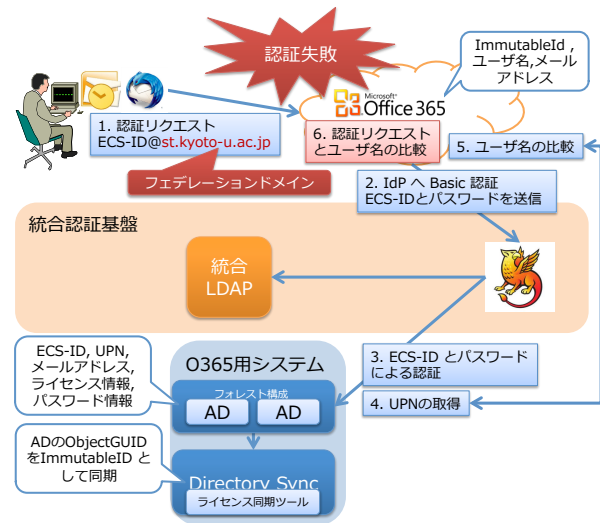 認証失敗
ImmutableId ,
ユーザ名,メール
アドレス
Microsoft®
Office 365
1. 認証リクエスト
ECS-ID@st.kyoto-u.ac.jp
6. 認証リクエスト
とユーザ名の比較
5. ユーザ名の比較
フェデレーションドメイン
2. IdP へ Basic 認証
ECS-IDとパスワードを送信
統合認証基盤
統合
LDAP
ECS-ID, UPN,
メールアドレス,
ライセンス情報,
パスワード情報
O365用システム
フォレスト構成
AD
AD
3. ECS-ID とパスワード
による認証
4. UPNの取得
ADのObjectGUID
をImmutableID と
して同期
Directory Sync
ライセンス同期ツール